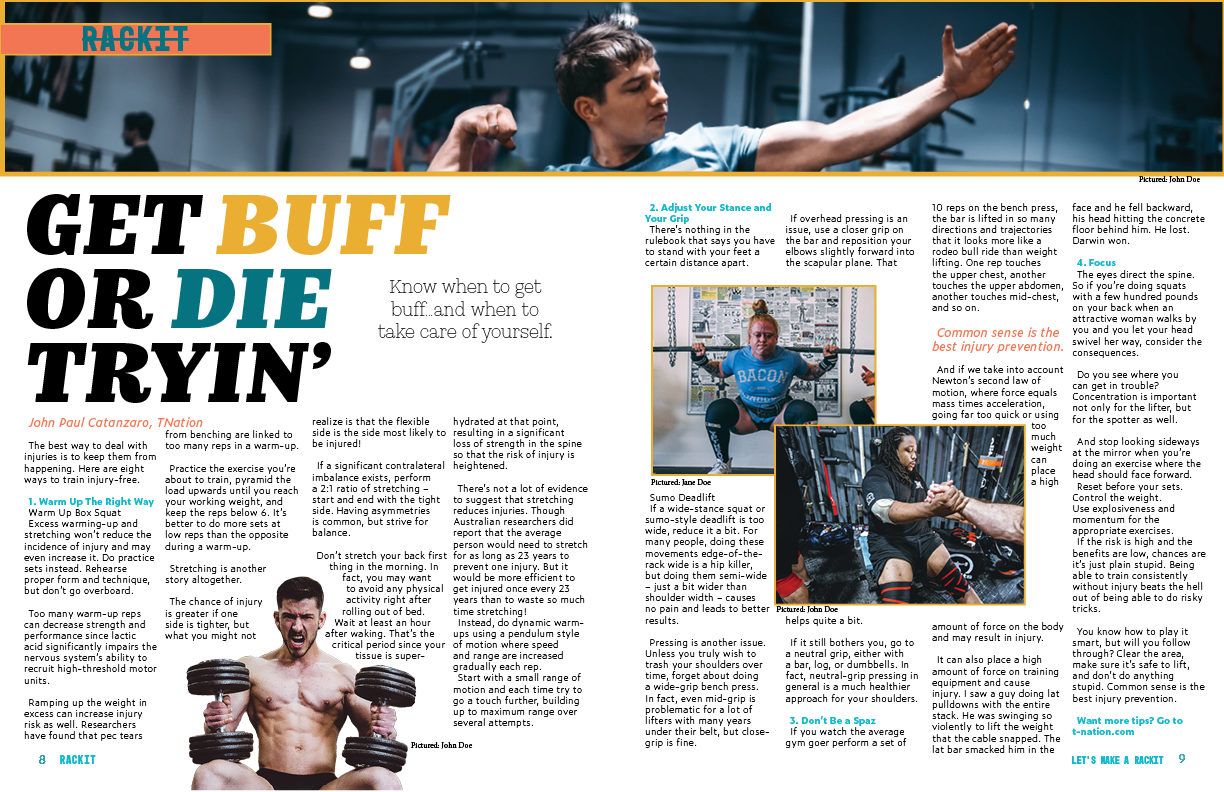 RACKIT
Pictured: John Doe
GET BUFF
OR DIE
TRYIN'
Know when to get
buff...and when to
take care of yourself.
John Paul Catanzaro, TNation
The best way to deal with
injuries is to keep them from
happening. Here are eight
ways to train injury-free.
1. Warm Up The Right Way
Warm Up Box Squat
Excess warming-up and
stretching won't reduce the
incidence of injury and may
even increase it. Do practice
sets instead. Rehearse
proper form and technique,
but don't go overboard.
Too many warm-up reps
can decrease strength and
performance since lactic
acid significantly impairs the
nervous system's ability to
recruit high-threshold motor
units.
Ramping up the weight in
excess can increase injury
risk as well. Researchers
have found that pec tears
from benching are linked to
too many reps in a warm-up.
Practice the exercise you're
about to train, pyramid the
load upwards until you reach
your working weight, and
keep the reps below 6. It's
better to do more sets at
low reps than the opposite
during a warm-up.
Stretching is another
story altogether.
The chance of injury
is greater if one
side is tighter, but
what you might not
realize is that the flexible
side is the side most likely to
be injured!
If a significant contralateral
imbalance exists, perform
a 2:1 ratio of stretching –
start and end with the tight
side. Having asymmetries
is common, but strive for
balance.
Don't stretch your back first
thing in the morning. In
fact, you may want
to avoid any physical
activity right after
rolling out of bed.
Wait at least an hour
after waking. That's the
critical period since your
tissue is super-
hydrated at that point,
resulting in a significant
loss of strength in the spine
so that the risk of injury is
heightened.
There's not a lot of evidence
to suggest that stretching
reduces injuries. Though
Australian researchers did
report that the average
person would need to stretch
for as long as 23 years to
prevent one injury. But it
would be more efficient to
get injured once every 23
years than to waste so much
time stretching!
Instead, do dynamic warm-
ups using a pendulum style
of motion where speed
and range are increased
gradually each rep.
Start with a small range of
motion and each time try to
go a touch further, building
up to maximum range over
several attempts.
Pictured: John Doe
8 RACKIT
2. Adjust Your Stance and
Your Grip
There's nothing in the
rulebook that says you have
to stand with your feet a
certain distance apart.
BACON
Pictured: Jane Doe
Sumo Deadlift
If a wide-stance squat or
sumo-style deadlift is too
wide, reduce it a bit. For
many people, doing these
movements edge-of-the-
rack wide is a hip killer,
but doing them semi-wide
– just a bit wider than
shoulder width – causes
no pain and leads to better
results.
Pressing is another issue.
Unless you truly wish to
trash your shoulders over
time, forget about doing
a wide-grip bench press.
In fact, even mid-grip is
problematic for a lot of
lifters with many years
under their belt, but close-
grip is fine.
If overhead pressing is an
issue, use a closer grip on
the bar and reposition your
elbows slightly forward into
the scapular plane. That
Pictured: John Doe
helps quite a bit.
If it still bothers you, go to
a neutral grip, either with
a bar, log, or dumbbells. In
fact, neutral-grip pressing in
general is a much healthier
approach for your shoulders.
3. Don't Be a Spaz
If you watch the average
gym goer perform a set of
10 reps on the bench press,
the bar is lifted in so many
directions and trajectories
that it looks more like a
rodeo bull ride than weight
lifting. One rep touches
the upper chest, another
touches the upper abdomen,
another touches mid-chest,
and so on.
Common sense is the
best injury prevention.
And if we take into account
Newton's second law of
motion, where force equals
mass times acceleration,
going far too quick or using
too
much
weight
can
place
a high
amount of force on the body
and may result in injury.
It can also place a high
amount of force on training
equipment and cause
injury. I saw a guy doing lat
pulldowns with the entire
stack. He was swinging so
violently to lift the weight
that the cable snapped. The
lat bar smacked him in the
face and he fell backward,
his head hitting the concrete
floor behind him. He lost.
Darwin won.
4. Focus
The eyes direct the spine.
So if you're doing squats
with a few hundred pounds
on your back when an
attractive woman walks by
you and you let your head
swivel her way, consider the
consequences.
Do you see where you
can get in trouble?
Concentration is important
not only for the lifter, but
for the spotter as well.
And stop looking sideways
at the mirror when you're
doing an exercise where the
head should face forward.
Reset before your sets.
Control the weight.
Use explosiveness and
momentum for the
appropriate exercises.
If the risk is high and the
benefits are low, chances are
it's just plain stupid. Being
able to train consistently
without injury beats the hell
out of being able to do risky
tricks.
You know how to play it
smart, but will you follow
through? Clear the area,
make sure it's safe to lift,
and don't do anything
stupid. Common sense is the
best injury prevention.
Want more tips? Go to
t-nation.com
LET'S MAKE A RACKIT 9